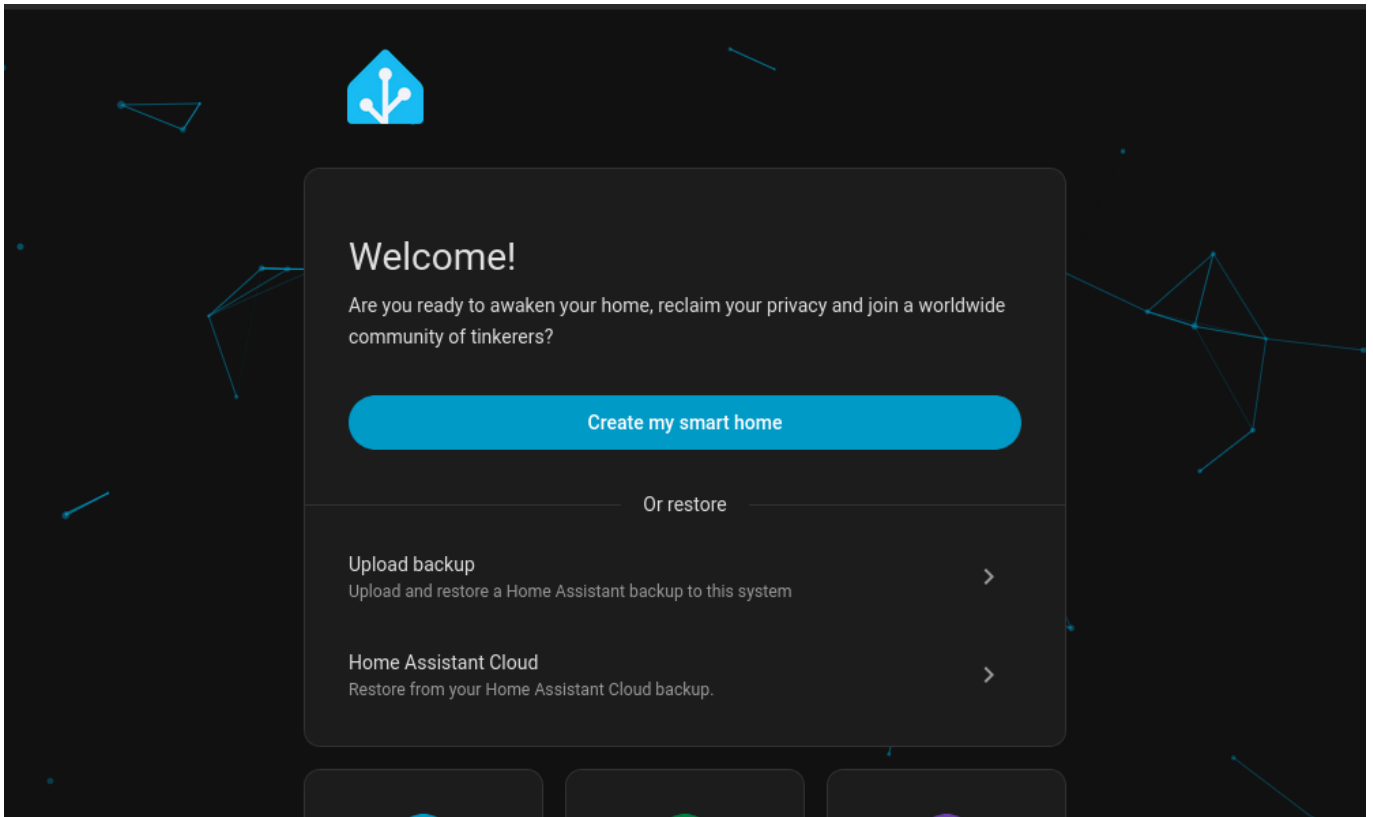 Welcome!
Are you ready to awaken your home, reclaim your privacy and join a worldwide
community of tinkerers?
Create my smart home
Or restore
Upload backup
Upload and restore a Home Assistant backup to this system
Home Assistant Cloud
Restore from your Home Assistant Cloud backup.